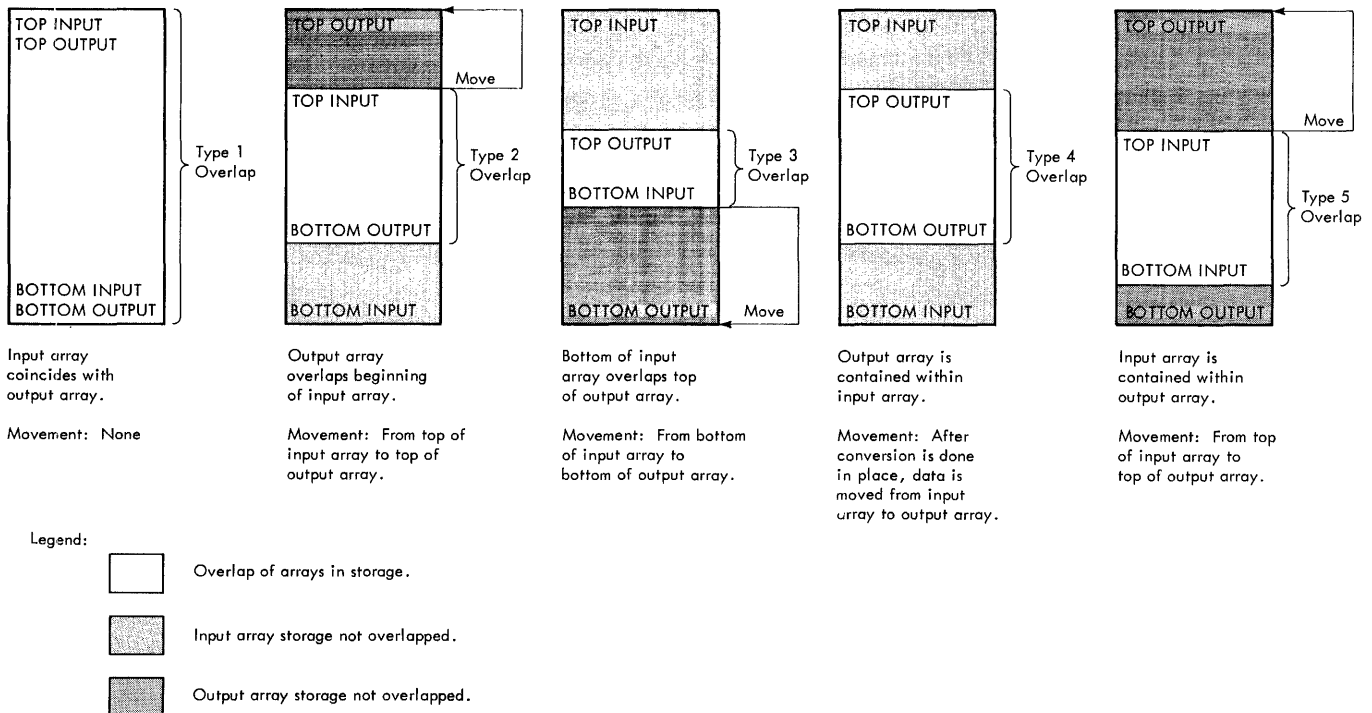 TOP INPUT
TOP OUTPUT
BOTTOM INPUT
BOTTOM OUTPUT
Type 1
Overlap
Input array
coincides with
output array.
Movement: None
TOP OUTPUT
Move
TOP INPUT
Type 2
Overlap
BOTTOM OUTPUT
BOTTOM INPUT
Output array
overlaps beginning
of input array.
Movement: From top of
input array to top of
output array.
TOP INPUT
TOP OUTPUT
Type 3
Overlap
BOTTOM INPUT
BOTTOM OUTPUT
Move
Bottom of input
array overlaps top
of output array.
Movement: From bottom
of input array to
bottom of output array.
TOP INPUT
TOP OUTPUT
Type 4
Overlap
BOTTOM OUTPUT
BOTTOM INPUT
Output array is
contained within
input array.
Movement: After
conversion is done
in place, data is
moved from input
array to output array.
TOP OUTPUT
Move
TOP INPUT
Type 5
Overlap
BOTTOM INPUT
BOTTOM OUTPUT
Input array is
contained within
output array.
Movement: From top
of input array to
top of output array.
Legend:
Overlap of arrays in storage.
Input array storage not overlapped.
Output array storage not overlapped.